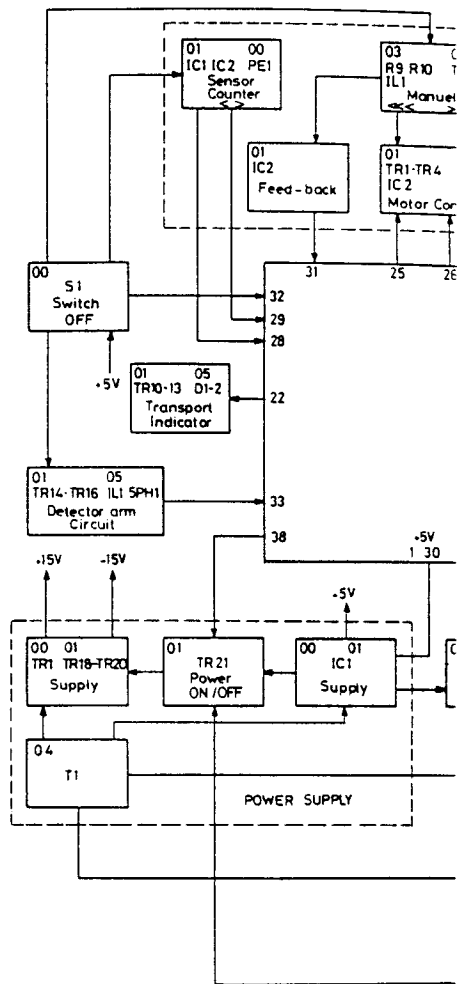 01 00
IC1 IC2 PE1
Sensor
Counter
<>
03
R9 R10
IL1
Manuel
01
IC2
Feed-back
01
TR1-TR4
IC2
Motor Con
00
S1
Switch
OFF
+5V
31 25 26
32
29
28
22
33
38
+5V
1 30
01 05
TR10-13 D1-2
Transport
Indicator
01 05
TR14-TR16 IL1 5PH1
Detector arm
Circuit
+15V -15V
+5V
00 01
TR1 TR18-TR20
Supply
01
TR21
Power
ON/OFF
00 01
IC1
Supply
04
T1
POWER SUPPLY